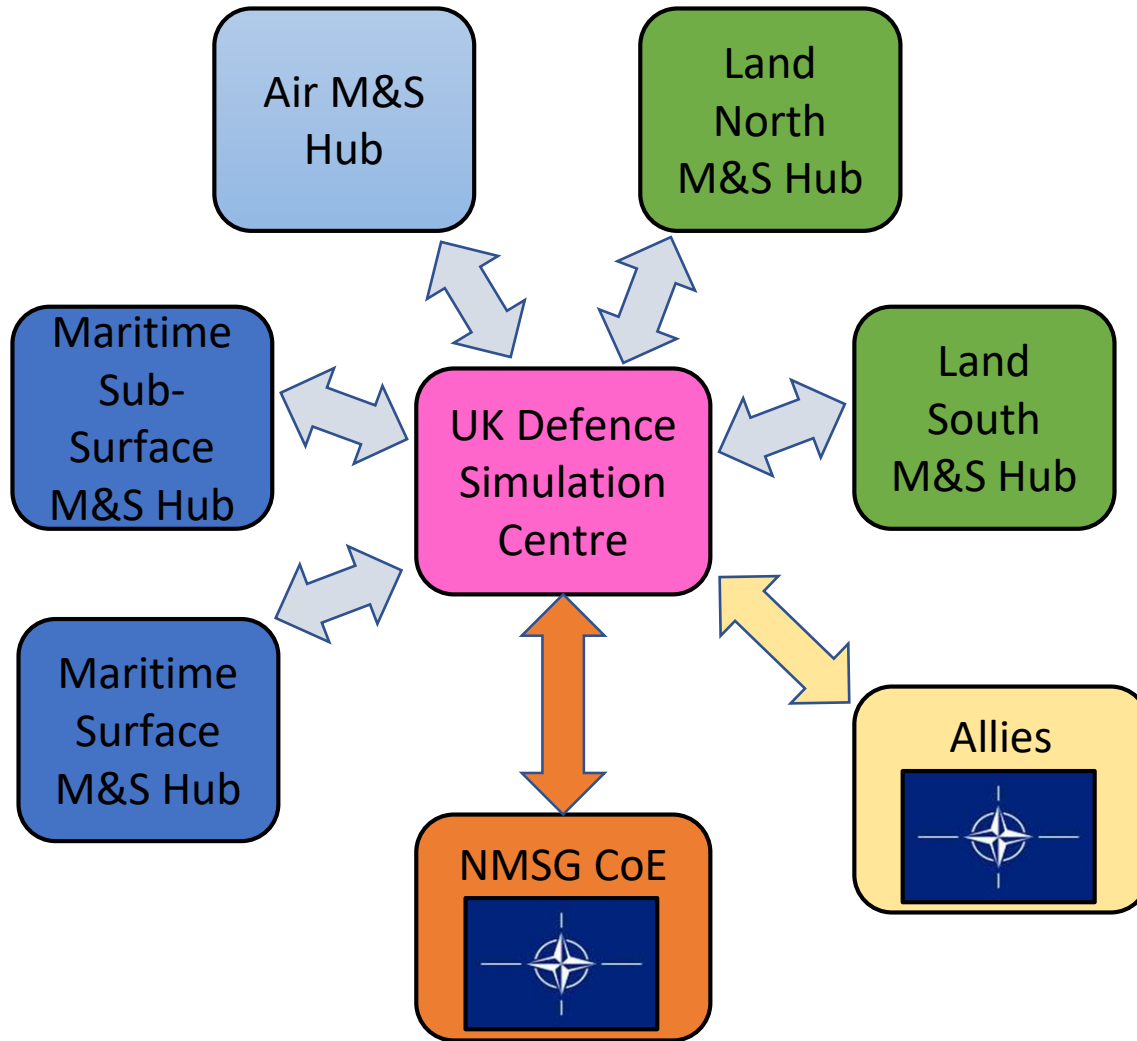 Air M&S
Hub
Land
North
M&S Hub
Maritime
Sub-
Surface
M&S Hub
UK Defence
Simulation
Centre
Land
South
M&S Hub
Maritime
Surface
M&S Hub
NMSG CoE
Allies